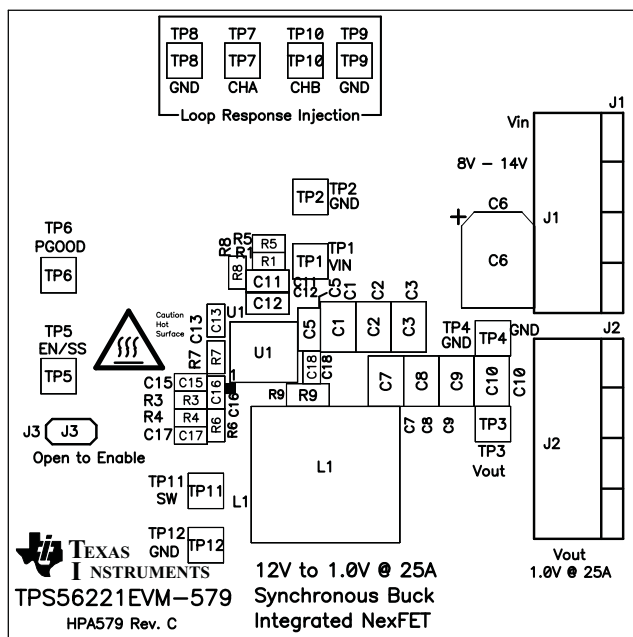 TP8 TP7 TP10 TP9
TP8 TP7 TP10 TP9
GND CHA CHB GND
Loop Response Injection
J1
Vin
8V – 14V
C6
+
C6
J1
TP2
TP2
GND
TP6
PGOOD
TP6
R5 R5
R1 R1
R8
R8
C11
C11
C12
C12
TP1
TP1
VIN
C5 C1 C2 C3
C5 C1 C2 C3
TP5
EN/SS
TP5
Caution
Hot
Surface
C13
C13
U1
U1
R7
R7
1
C18
C18
TP4
GND
TP4
GND
J2
C7 C8 C9 C10
C10
C7 C8 C9
C15 C15
C16
C16
R3 R3
R4 R4
R6
R6
C17 C17
R9 R9
J3 J3
Open to Enable
L1
L1
TP3
TP3
Vout
J2
TP11
SW
TP11
TP12
GND
TP12
TEXAS
INSTRUMENTS
TPS56221EVM–579
HPA579 Rev. C
12V to 1.0V @ 25A
Synchronous Buck
Integrated NexFET
Vout
1.0V @ 25A